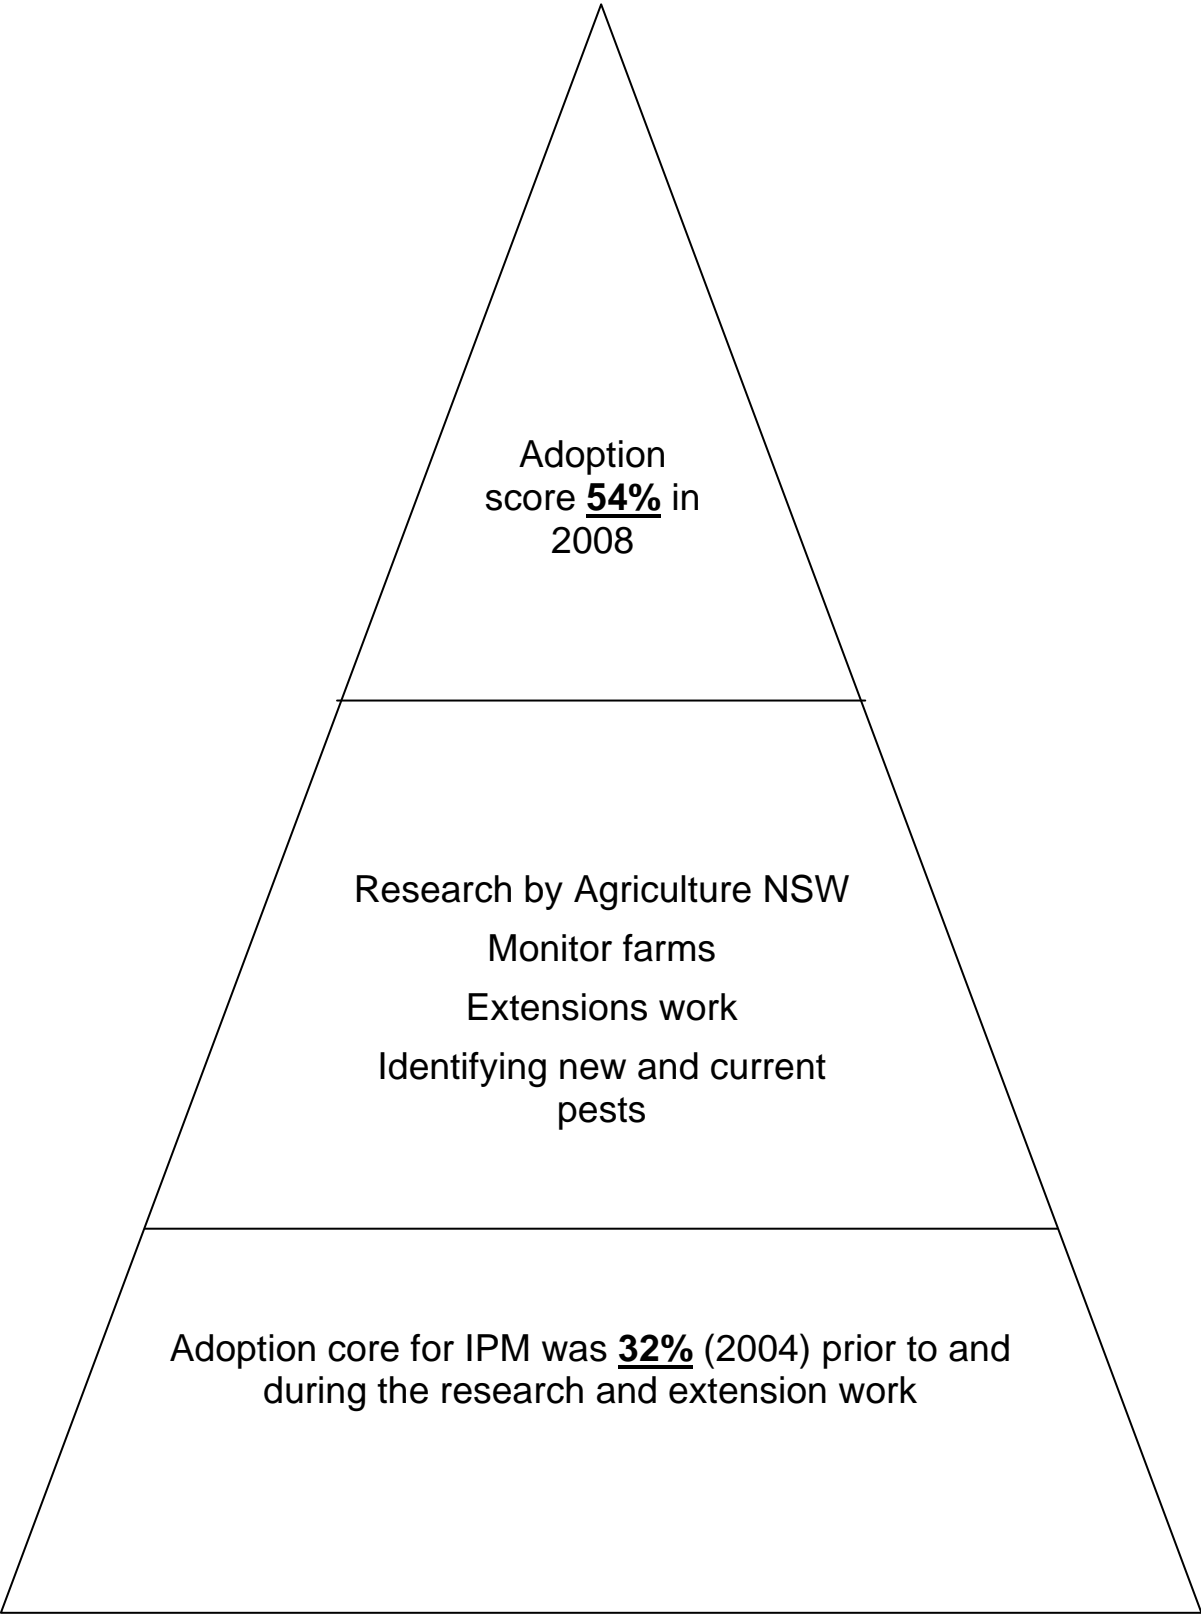 Adoption
score 54% in
2008
Research by Agriculture NSW
Monitor farms
Extensions work
Identifying new and current
pests
Adoption core for IPM was 32% (2004) prior to and
during the research and extension work